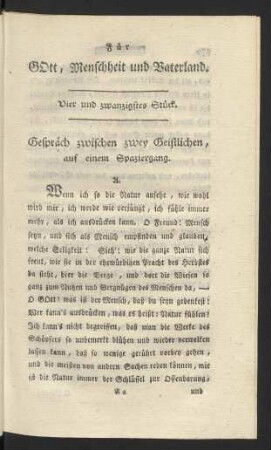 Für
GOtt, Menschheit und Vaterland.
Vier und zwanzigstes Stück.
Gespräch zwischen zwey Geistlichen,
auf einem Spaziergang.
A.
Wenn ich so die Natur ansehe, wie wohl
wird mir, ich werde wie verjüngt, ich fühle immer
mehr, als ich ausdrücken kann. O Freund! Mensch
seyn, und sich als Mensch empfinden und glauben,
welche Seligkeit! Sieh': wie die ganze Natur sich
freut, wie sie in der ehrwürdigen Pracht des Herbstes
da steht, hier die Berge, und dort die Wiesen so
ganz zum Nutzen und Vergnügen des Menschen da, —
O GOtt! was ist der Mensch, daß du seyn gedenkest!
Wer kann's ausdrücken, was es heißt: Natur fühlen!
Ich kann's nicht begreiffen, daß man die Werke des
Schöpfers so unbemerkt blühen und wieder verwelken
lassen kann, daß so wenige gerührt vorbey gehen,
und die meisten von andern Sachen reden können, mir
ist die Natur immer der Schlüssel zur Offenbarung,
A a
und